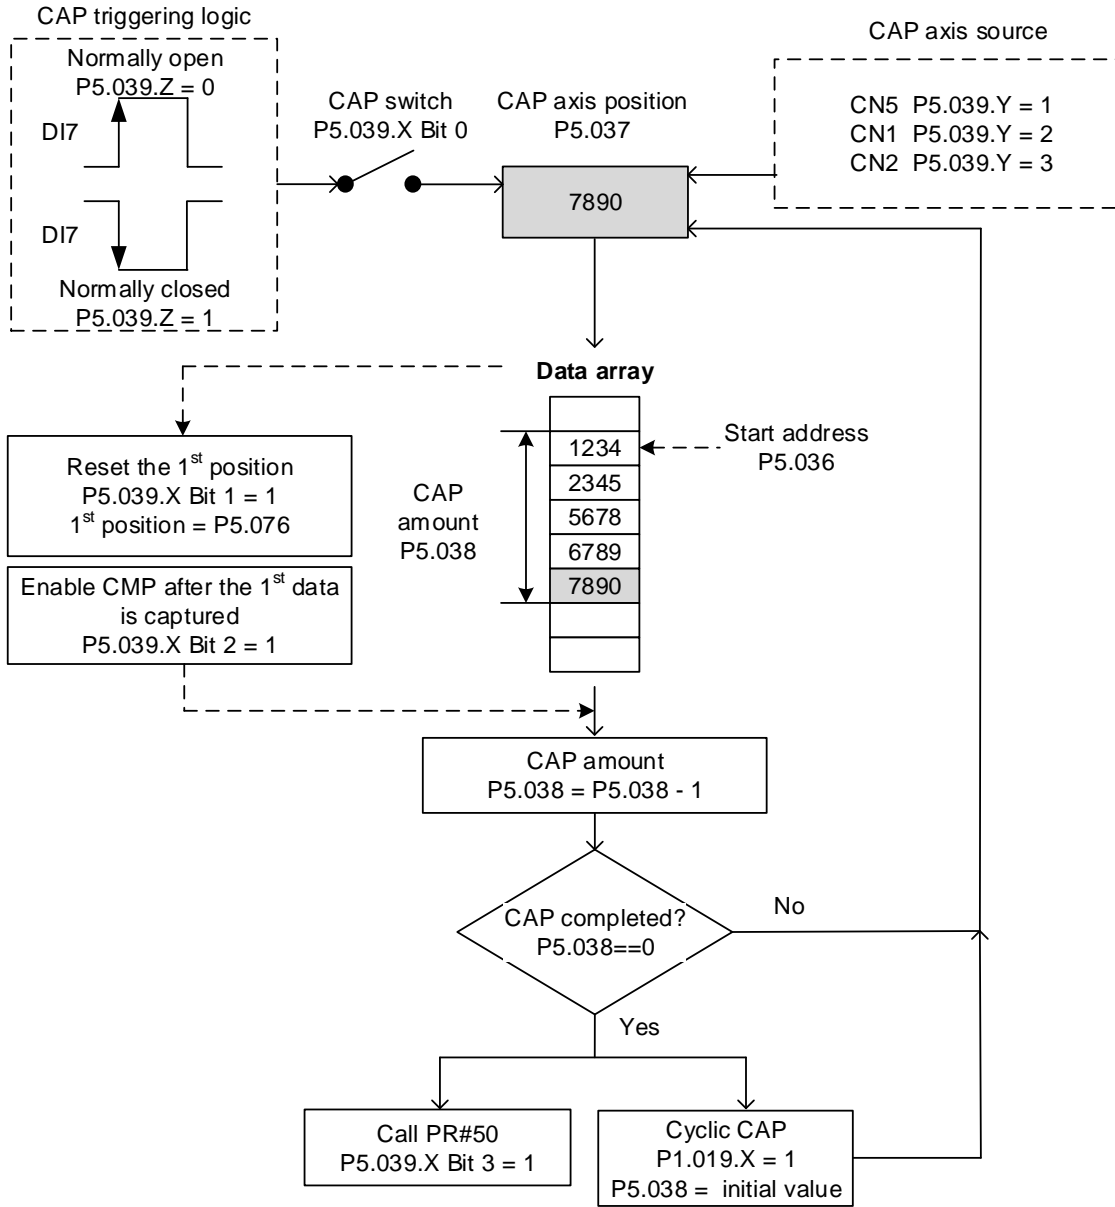 CAP triggering logic
Normally open
P5.039.Z = 0
DI7
DI7
Normally closed
P5.039.Z = 1
CAP switch
P5.039.X Bit 0
CAP axis position
P5.037
7890
CAP axis source
CN5 P5.039.Y = 1
CN1 P5.039.Y = 2
CN2 P5.039.Y = 3
Data array
1234
2345
5678
6789
7890
Start address
P5.036
CAP
amount
P5.038
Reset the 1st position
P5.039.X Bit 1 = 1
1st position = P5.076
Enable CMP after the 1st data
is captured
P5.039.X Bit 2 = 1
CAP amount
P5.038 = P5.038 - 1
CAP completed?
P5.038==0
No
Yes
Call PR#50
P5.039.X Bit 3 = 1
Cyclic CAP
P1.019.X = 1
P5.038 = initial value